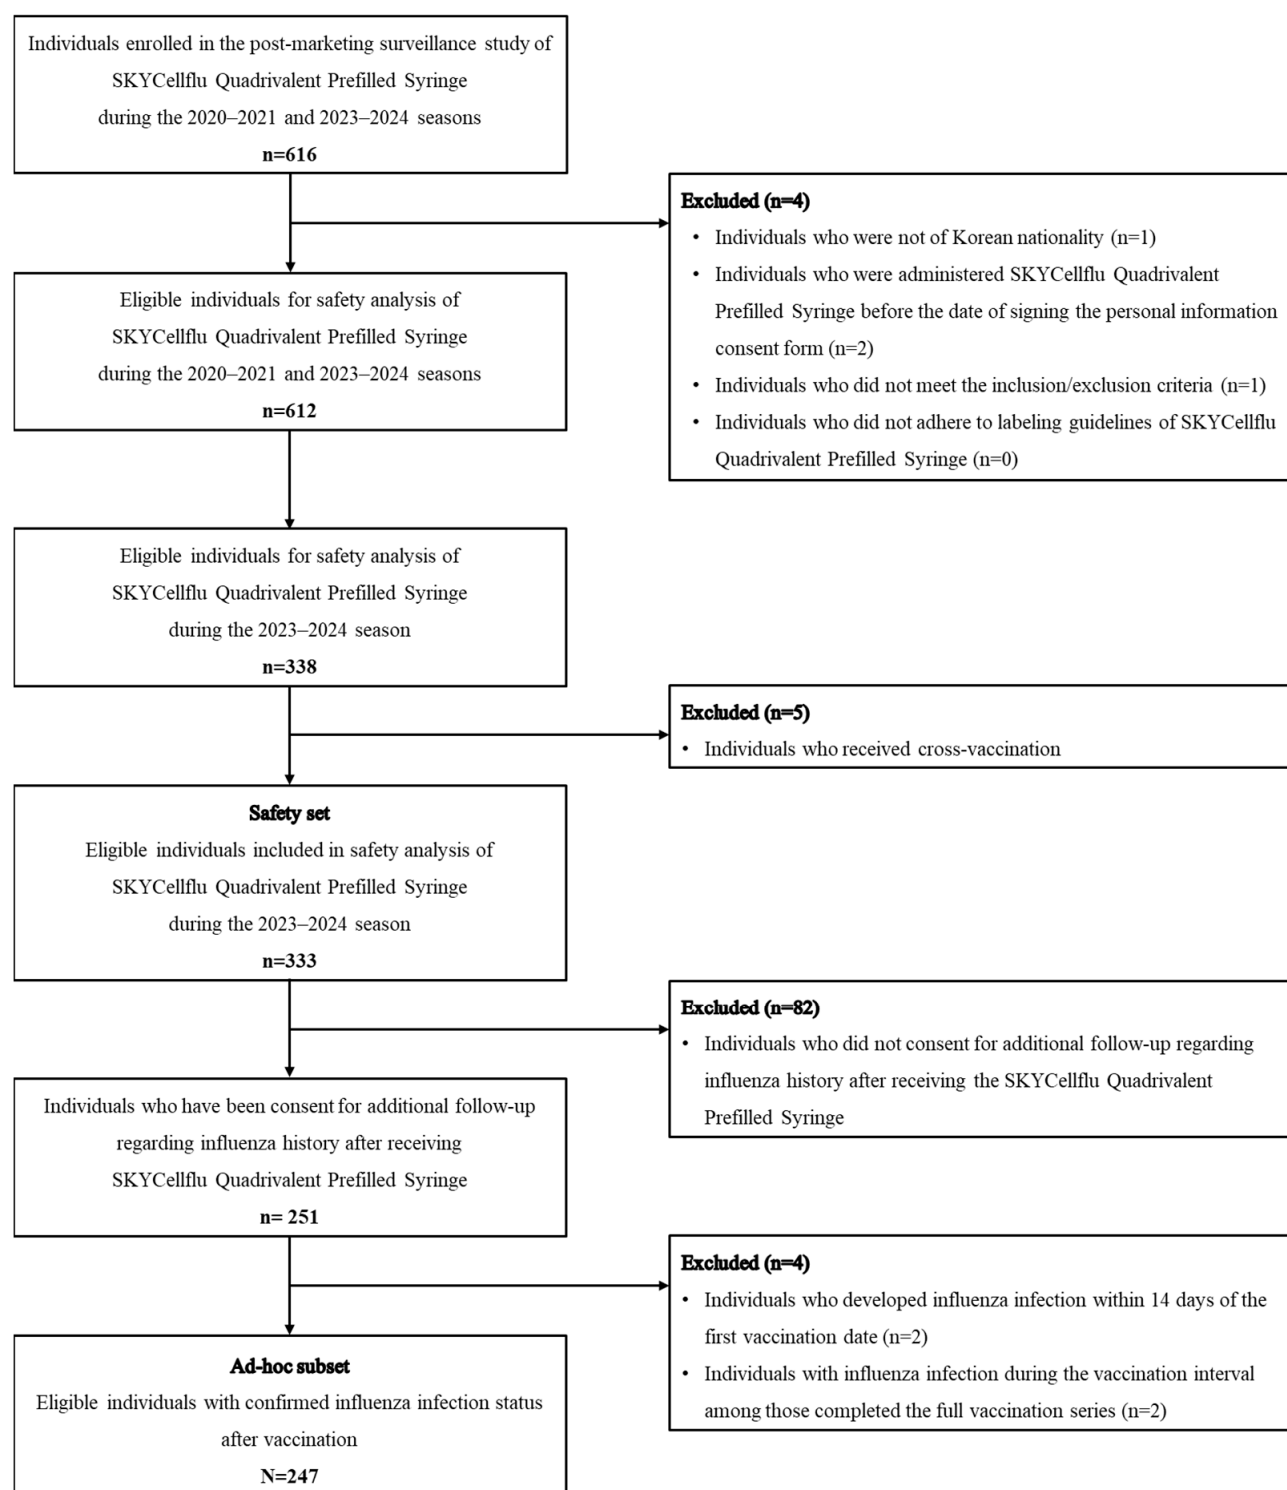 Individuals enrolled in the post-marketing surveillance study of
SKYCellflu Quadrivalent Prefilled Syringe
during the 2020–2021 and 2023–2024 seasons
n=616
Excluded (n=4)
• Individuals who were not of Korean nationality (n=1)
• Individuals who were administered SKYCellflu Quadrivalent
Prefilled Syringe before the date of signing the personal information
consent form (n=2)
• Individuals who did not meet the inclusion/exclusion criteria (n=1)
• Individuals who did not adhere to labeling guidelines of SKYCellflu
Quadrivalent Prefilled Syringe (n=0)
Eligible individuals for safety analysis of
SKYCellflu Quadrivalent Prefilled Syringe
during the 2020–2021 and 2023–2024 seasons
n=612
Eligible individuals for safety analysis of
SKYCellflu Quadrivalent Prefilled Syringe
during the 2023–2024 season
n=338
Excluded (n=5)
• Individuals who received cross-vaccination
Safety set
Eligible individuals included in safety analysis of
SKYCellflu Quadrivalent Prefilled Syringe
during the 2023–2024 season
n=333
Excluded (n=82)
• Individuals who did not consent for additional follow-up regarding
influenza history after receiving the SKYCellflu Quadrivalent
Prefilled Syringe
Individuals who have been consent for additional follow-up
regarding influenza history after receiving
SKYCellflu Quadrivalent Prefilled Syringe
n= 251
Excluded (n=4)
• Individuals who developed influenza infection within 14 days of the
first vaccination date (n=2)
• Individuals with influenza infection during the vaccination interval
among those completed the full vaccination series (n=2)
Ad-hoc subset
Eligible individuals with confirmed influenza infection status
after vaccination
N=247